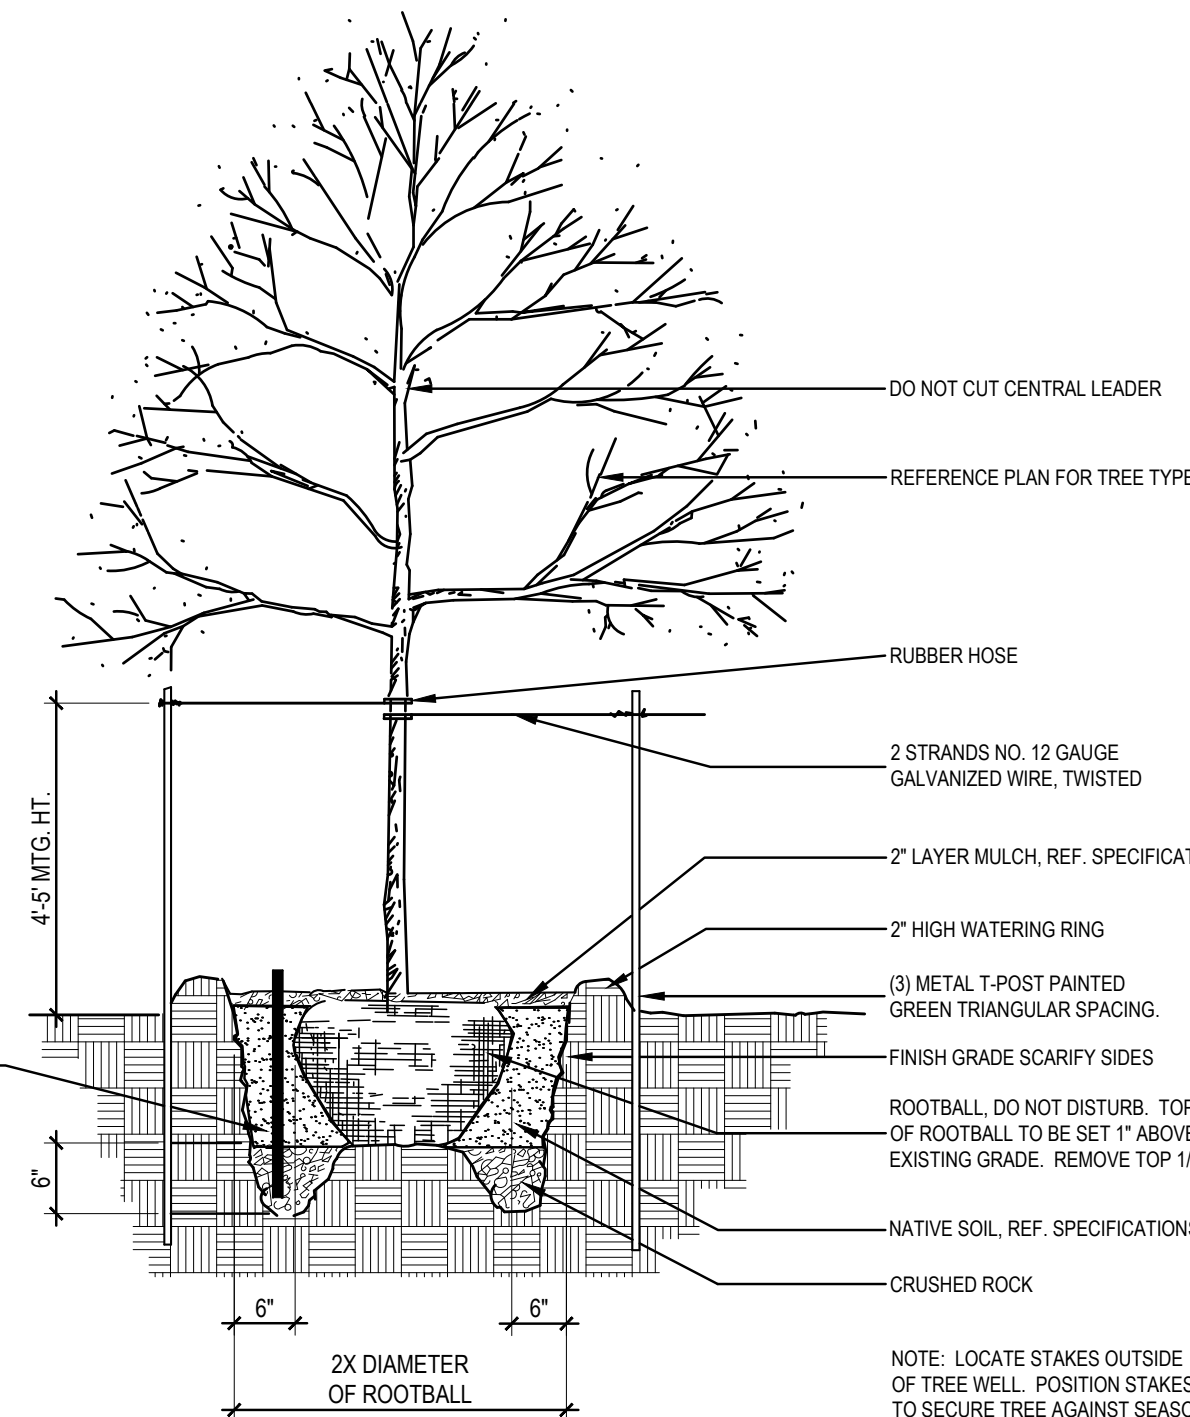 DO NOT CUT CENTRAL LEADER
REFERENCE PLAN FOR TREE TYPE
RUBBER HOSE
2 STRANDS NO. 12 GAUGE
GALVANIZED WIRE, TWISTED
4'-5' MTG. HT.
2" LAYER MULCH, REF. SPECIFICAT
2" HIGH WATERING RING
(3) METAL T-POST PAINTED
GREEN TRIANGULAR SPACING.
FINISH GRADE SCARIFY SIDES
ROOTBALL, DO NOT DISTURB. TOP
OF ROOTBALL TO BE SET 1" ABOVE
EXISTING GRADE. REMOVE TOP 1/
6"
NATIVE SOIL, REF. SPECIFICATIONS
CRUSHED ROCK
6"
6"
2X DIAMETER
OF ROOTBALL
NOTE: LOCATE STAKES OUTSIDE
OF TREE WELL. POSITION STAKES
TO SECURE TREE AGAINST SEASO